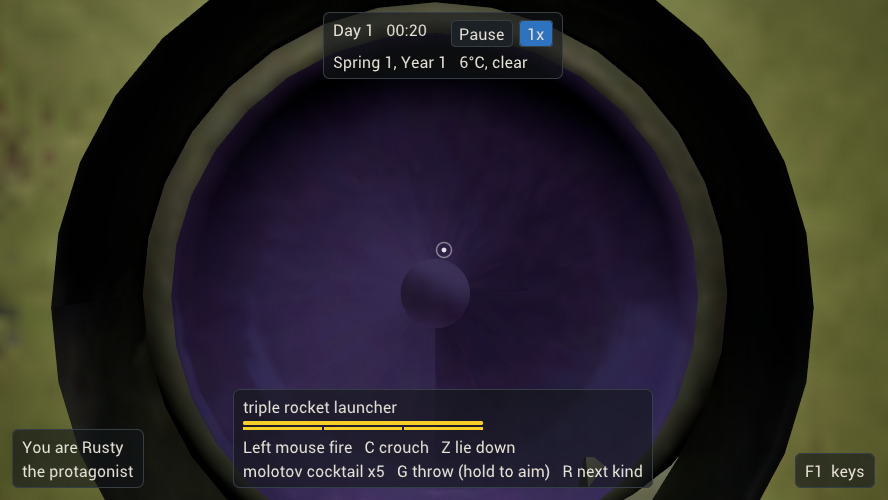 Day 1 00:20 Pause 1x
Spring 1, Year 1 6°C, clear
triple rocket launcher
Left mouse fire C crouch Z lie down
molotov cocktail x5 G throw (hold to aim) R next kind
You are Rusty
the protagonist
F1 keys